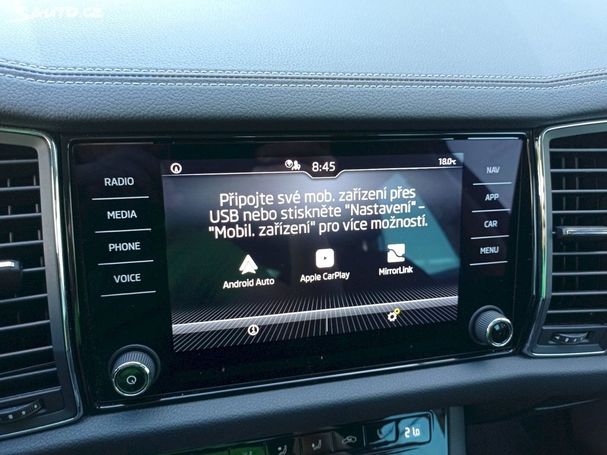 sauto.cz
8:45
18.0°C
RADIO
MEDIA
PHONE
VOICE
Připojte své mob. zařízení přes
USB nebo stiskněte "Nastavení" -
"Mobil. zařízení" pro více možností.
Android Auto
Apple CarPlay
MirrorLink
NAV
APP
CAR
MENU